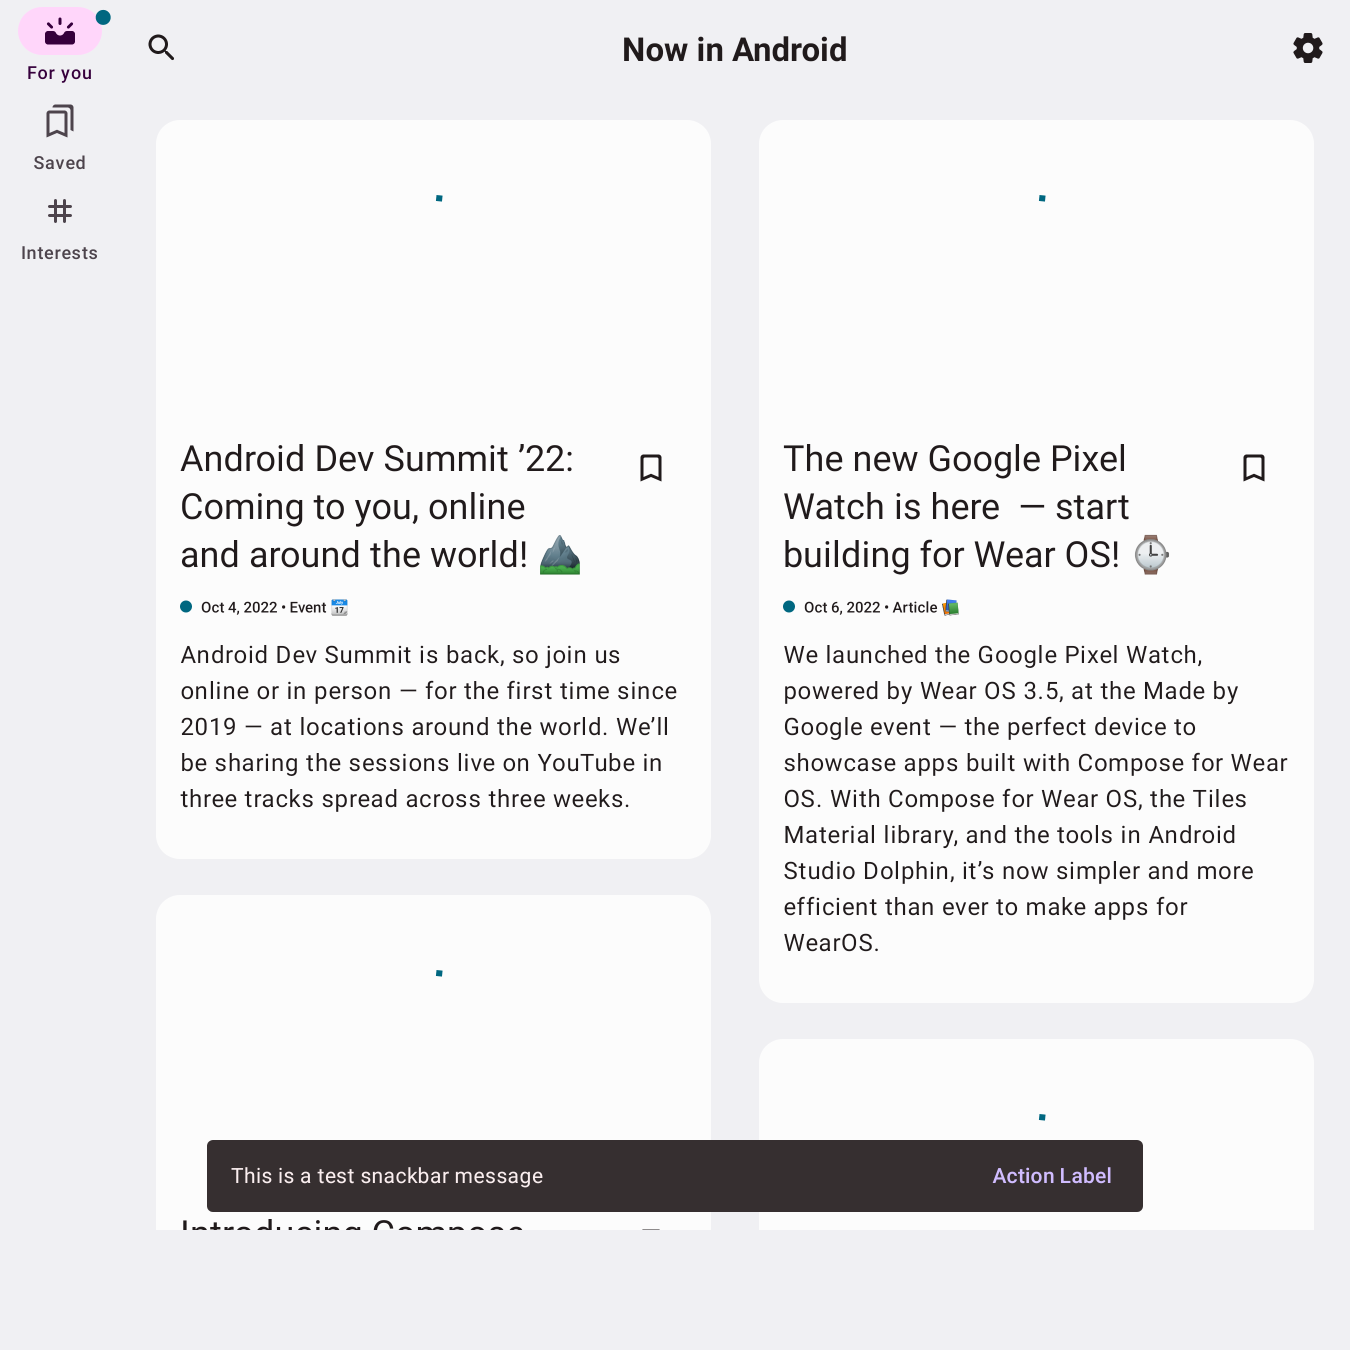 For you
Saved
Interests
Now in Android
Android Dev Summit ’22:
Coming to you, online
and around the world! ⛰️
Oct 4, 2022 • Event 📆
Android Dev Summit is back, so join us
online or in person — for the first time since
2019 — at locations around the world. We’ll
be sharing the sessions live on YouTube in
three tracks spread across three weeks.
The new Google Pixel
Watch is here  — start
building for Wear OS! ⌚
Oct 6, 2022 • Article 📚
We launched the Google Pixel Watch,
powered by Wear OS 3.5, at the Made by
Google event — the perfect device to
showcase apps built with Compose for Wear
OS. With Compose for Wear OS, the Tiles
Material library, and the tools in Android
Studio Dolphin, it’s now simpler and more
efficient than ever to make apps for
WearOS.
This is a test snackbar message
Action Label
Introducing Compose